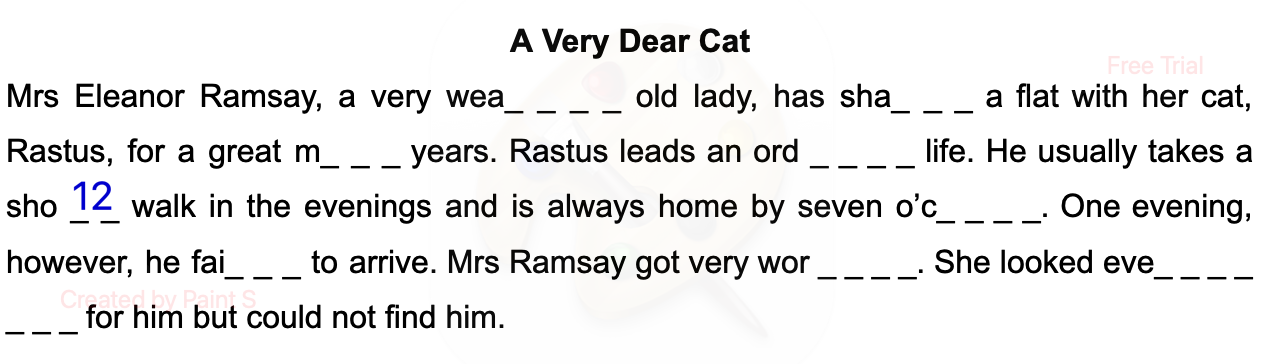 A Very Dear Cat
Free Trial
Mrs Eleanor Ramsay, a very wea_ _ _ _ old lady, has sha_ _ _ a flat with her cat,
Rastus, for a great m_ _ _ years. Rastus leads an ord _ _ _ _ life. He usually takes a
sho 12 walk in the evenings and is always home by seven o’c_ _ _ _. One evening,
however, he fai_ _ _ to arrive. Mrs Ramsay got very wor _ _ _ _. She looked eve_ _ _ _
Created by Paint S
_ _ _ for him but could not find him.